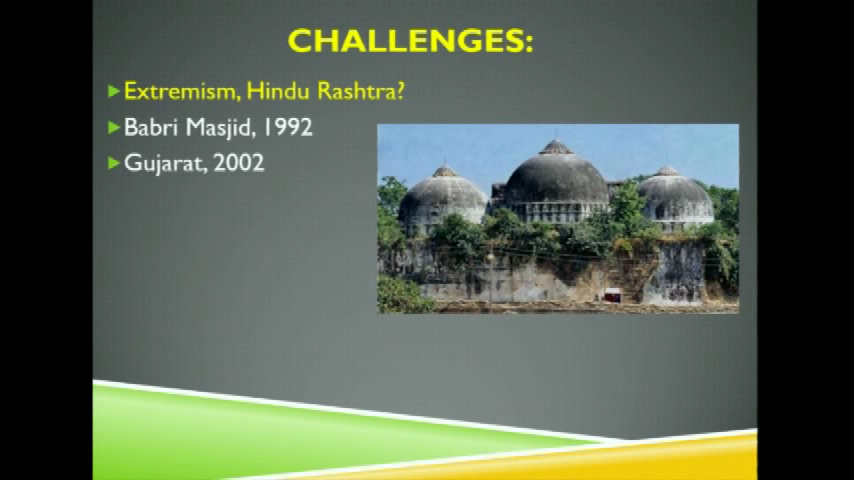 CHALLENGES:
Extremism, Hindu Rashtra?
Babri Masjid, 1992
Gujarat, 2002